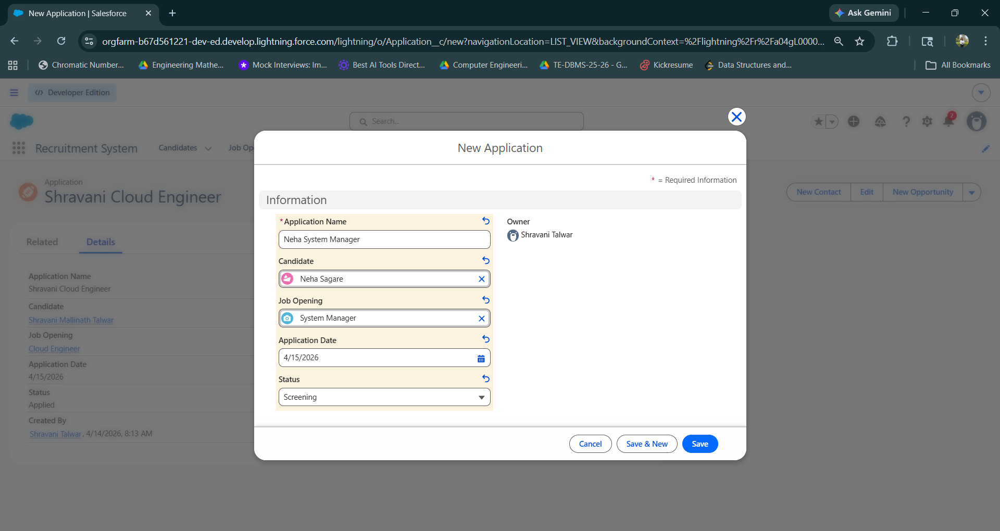 New Application | Salesforce
Ask Gemini
orgfarm-b67d561221-dev-ed.develop.lightning.force.com/lightning/o/Application__c/new?navigationLocation=LIST_VIEW&backgroundContext=%2Flightning%2Fr%2Fa04gL0000...
Chromatic Number...
Engineering Mathe...
Mock Interviews: Im...
Best AI Tools Direct...
Computer Engineeri...
TE-DBMS-25-26 - G...
Kickresume
Data Structures and...
All Bookmarks
Developer Edition
Search...
2
Recruitment System
Candidates
Job Op
New Application
* = Required Information
Information
Application
Shravani Cloud Engineer
New Contact
Edit
New Opportunity
Related
Details
Application Name
Shravani Cloud Engineer
Candidate
Shravani Mallinath Talwar
Job Opening
Cloud Engineer
Application Date
4/15/2026
Status
Applied
Created By
Shravani Talwar, 4/14/2026, 8:13 AM
* Application Name
Neha System Manager
Candidate
Neha Sagare
Job Opening
System Manager
Application Date
4/15/2026
Status
Screening
Owner
Shravani Talwar
Cancel
Save & New
Save